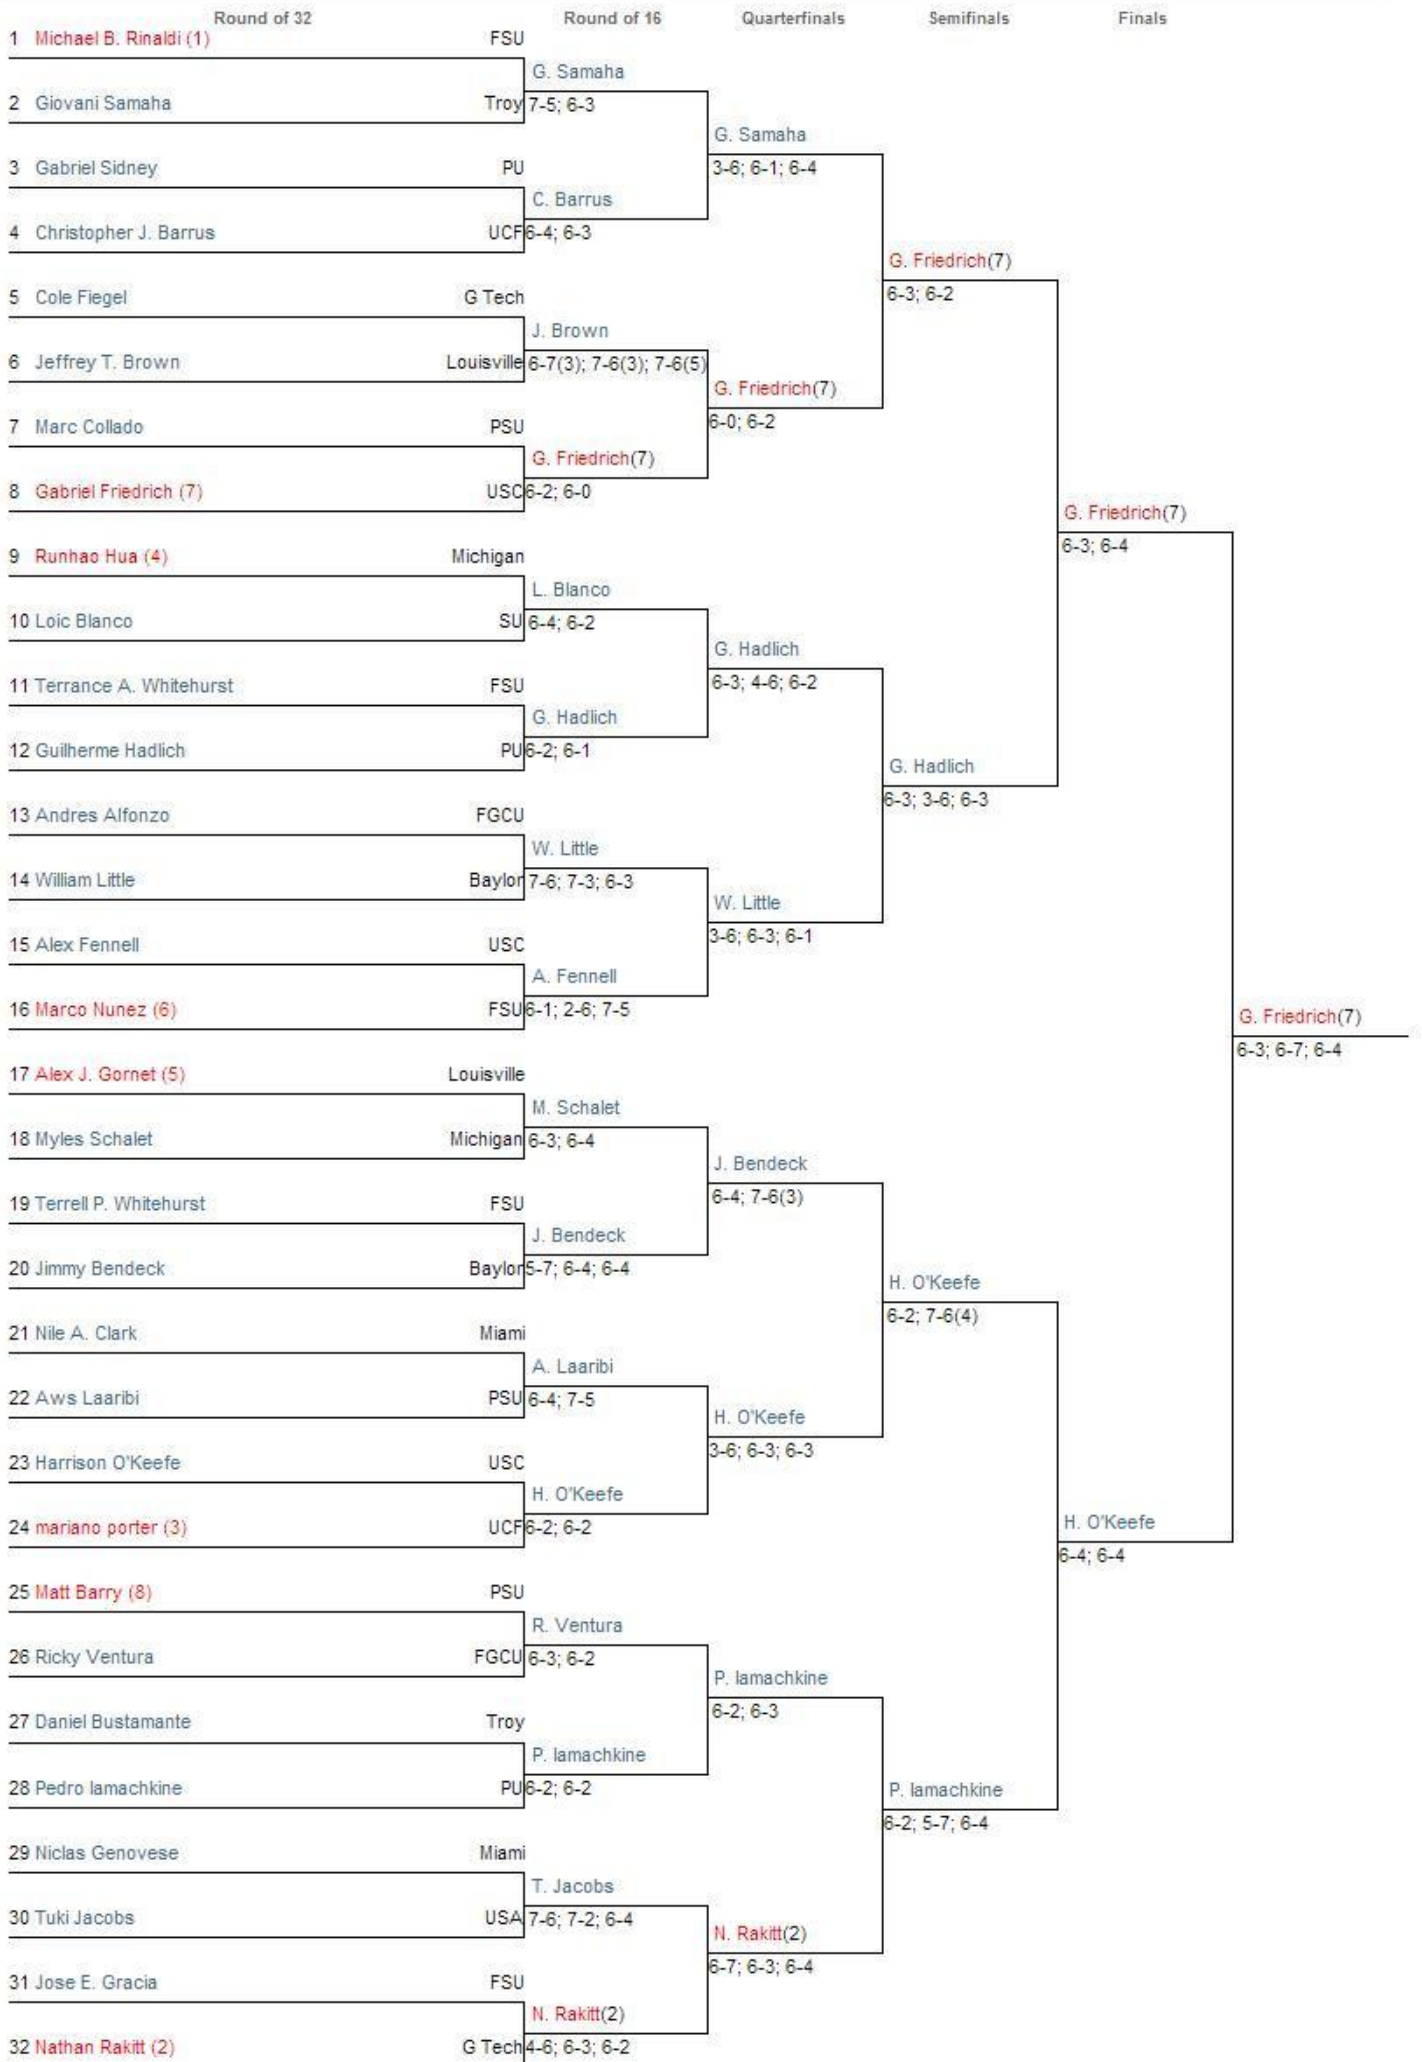 Round of 32 Round of 16 Quarterfinals Semifinals Finals
1 Michael B. Rinaldi (1) FSU
G. Samaha
2 Giovani Samaha Troy 7-5; 6-3
G. Samaha
3 Gabriel Sidney PU 3-6; 6-1; 6-4
C. Barrus
4 Christopher J. Barrus UCF 6-4; 6-3
G. Friedrich(7)
5 Cole Fiegel G Tech 6-3; 6-2
J. Brown
6 Jeffrey T. Brown Louisville 6-7(3); 7-6(3); 7-6(5)
G. Friedrich(7)
7 Marc Collado PSU 6-0; 6-2
G. Friedrich(7)
8 Gabriel Friedrich (7) USC 6-2; 6-0
G. Friedrich(7)
9 Runhao Hua (4) Michigan 6-3; 6-4
L. Blanco
10 Loic Blanco SU 6-4; 6-2
G. Hadlich
11 Terrance A. Whitehurst FSU 6-3; 4-6; 6-2
G. Hadlich
12 Guilherme Hadlich PU 6-2; 6-1
G. Hadlich
13 Andres Alfonzo FGCU 6-3; 3-6; 6-3
W. Little
14 William Little Baylor 7-6; 7-3; 6-3
W. Little
15 Alex Fennell USC 3-6; 6-3; 6-1
A. Fennell
16 Marco Nunez (6) FSU 6-1; 2-6; 7-5
G. Friedrich(7)
6-3; 6-7; 6-4
17 Alex J. Gornet (5) Louisville
M. Schalet
18 Myles Schalet Michigan 6-3; 6-4
J. Bendeck
19 Terrell P. Whitehurst FSU 6-4; 7-6(3)
J. Bendeck
20 Jimmy Bendeck Baylor 5-7; 6-4; 6-4
H. O'Keefe
21 Nile A. Clark Miami 6-2; 7-6(4)
A. Laaribi
22 Aws Laaribi PSU 6-4; 7-5
H. O'Keefe
23 Harrison O'Keefe USC 3-6; 6-3; 6-3
H. O'Keefe
24 mariano porter (3) UCF 6-2; 6-2
H. O'Keefe
6-4; 6-4
25 Matt Barry (8) PSU
R. Ventura
26 Ricky Ventura FGCU 6-3; 6-2
P. Iamachkine
27 Daniel Bustamante Troy 6-2; 6-3
P. Iamachkine
28 Pedro Iamachkine PU 6-2; 6-2
P. Iamachkine
29 Niclas Genovese Miami 6-2; 5-7; 6-4
T. Jacobs
30 Tuki Jacobs USA 7-6; 7-2; 6-4
N. Rakitt(2)
31 Jose E. Gracia FSU 6-7; 6-3; 6-4
N. Rakitt(2)
32 Nathan Rakitt (2) G Tech 4-6; 6-3; 6-2